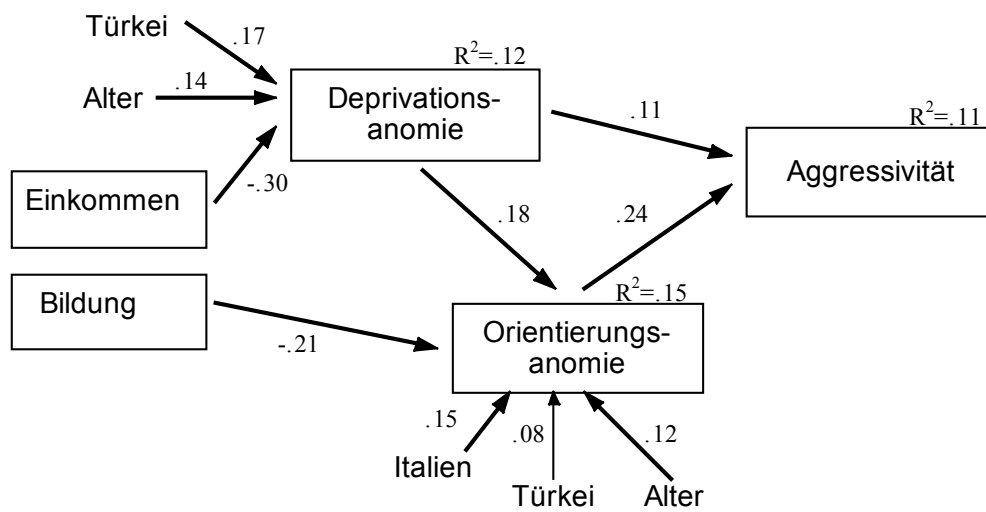 Türkei
.17
R²=.12
.14
Alter
Deprivations-
anomie
.11
R²=.11
Aggressivität
-.30
Einkommen
.18
.24
Bildung
R²=.15
-.21
Orientierungs-
anomie
.15
.08
.12
Italien
Türkei
Alter